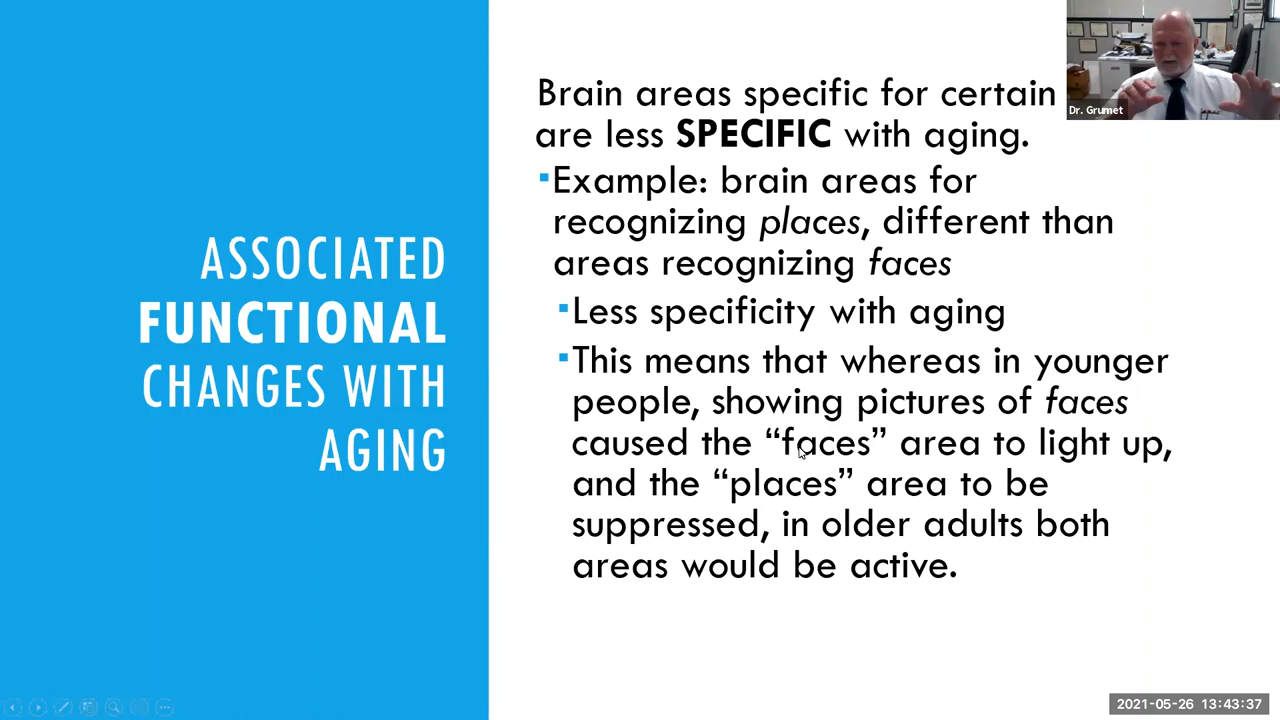 ASSOCIATED
FUNCTIONAL
CHANGES WITH
AGING
Brain areas specific for certain
are less SPECIFIC with aging.
Example: brain areas for
recognizing places, different than
areas recognizing faces
Less specificity with aging
This means that whereas in younger
people, showing pictures of faces
caused the “faces” area to light up,
and the “places” area to be
suppressed, in older adults both
areas would be active.
Dr. Grumet
2021-05-26 13:43:37